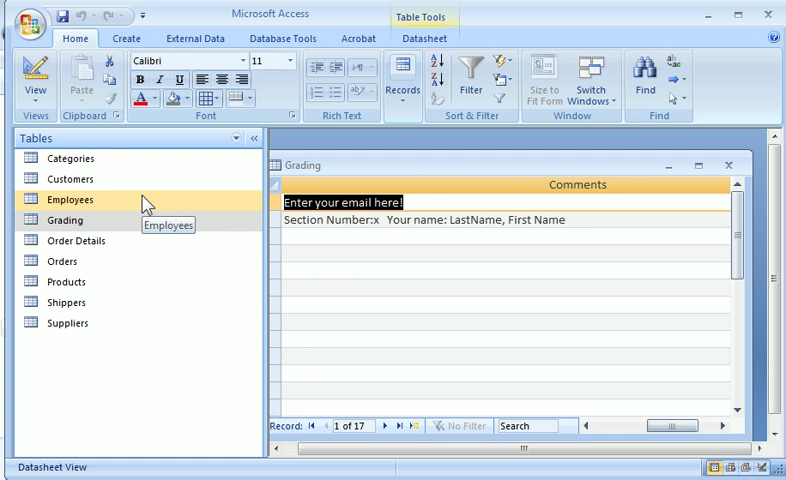 Microsoft Access
Table Tools
Home Create External Data Database Tools Acrobat Datasheet
View
Views
Paste
Clipboard
Calibri 11
B I U
A
Font
Rich Text
Records
Filter
Sort & Filter
Size to
Fit Form
Switch
Windows
Window
Find
ab
ac
Find
Tables
Categories
Customers
Employees
Grading
Employees
Order Details
Orders
Products
Shippers
Suppliers
Grading
Comments
Enter your email here!
Section Number:x Your name: LastName, First Name
Record: 1 of 17 No Filter Search
Datasheet View